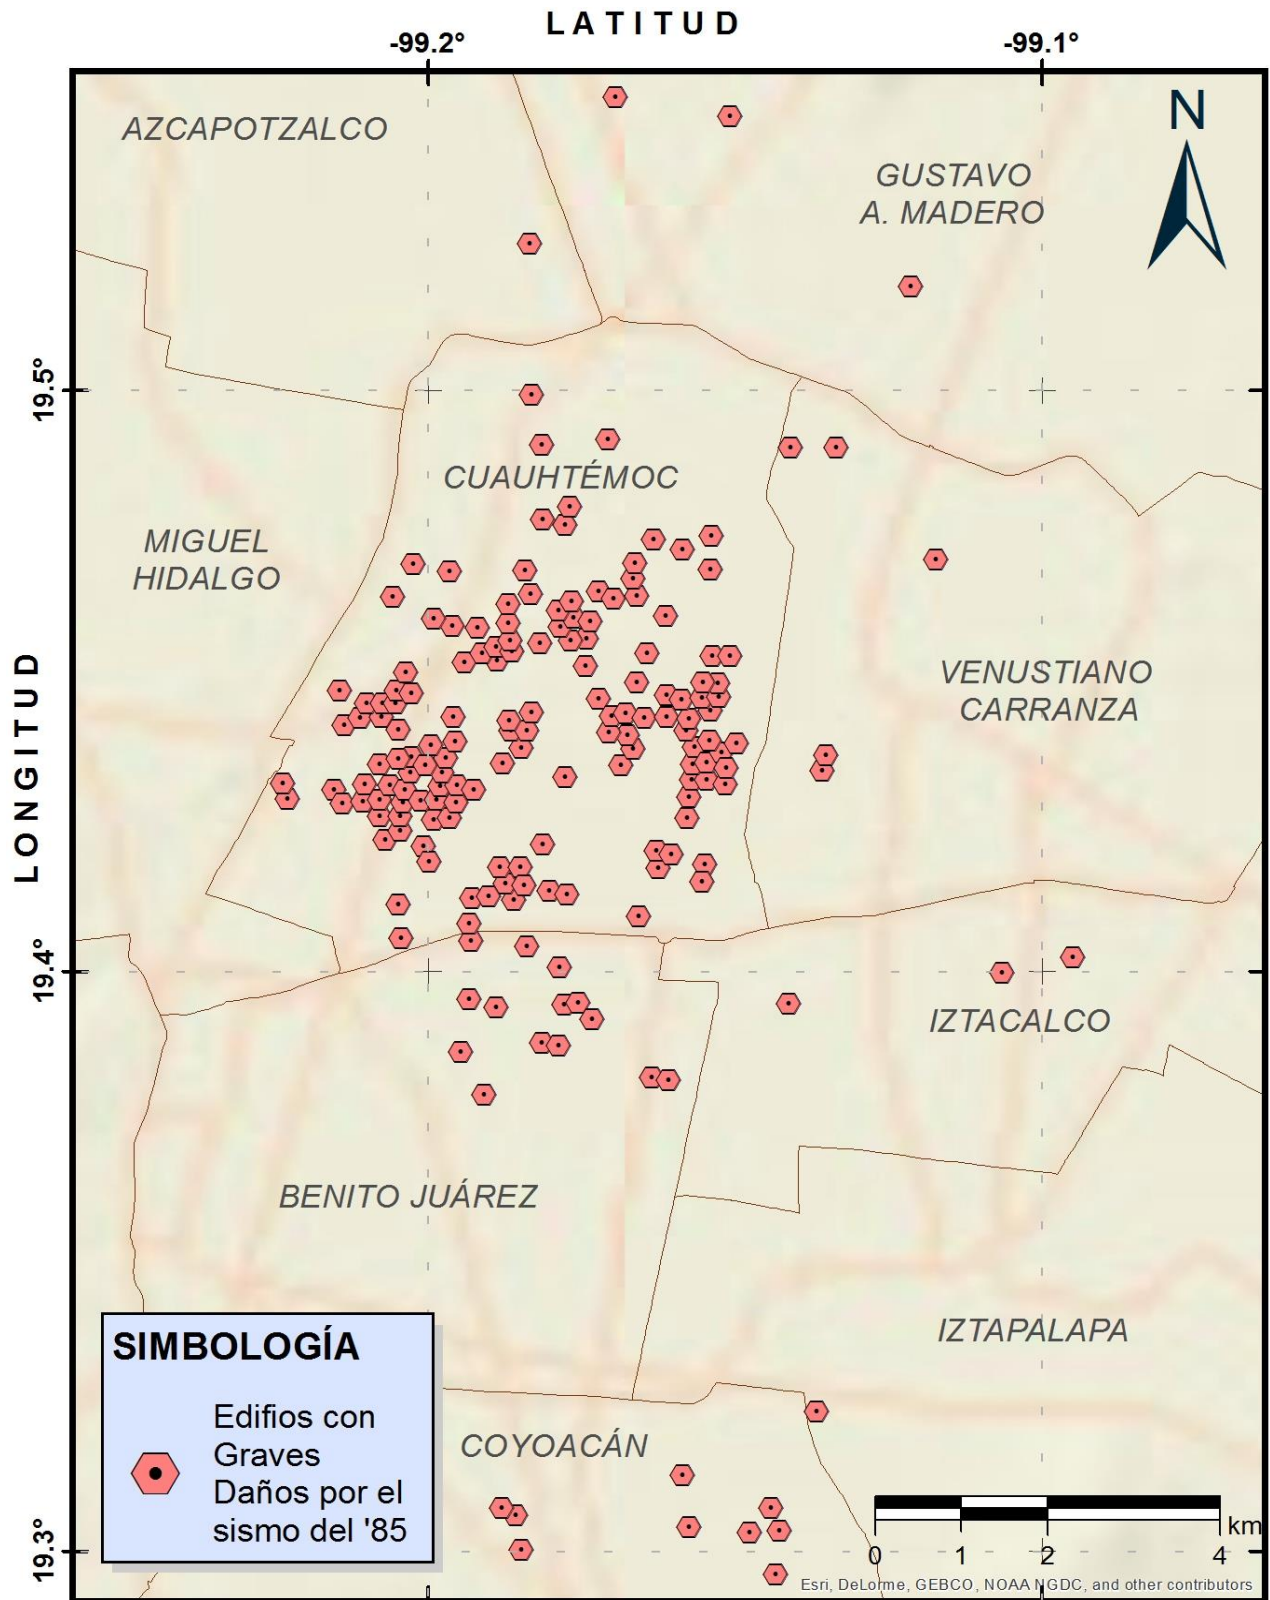 LATITUD
-99.2°
-99.1°
N
AZCAPOTZALCO
GUSTAVO
A. MADERO
19.5°
CUAUHTÉMOC
MIGUEL
HIDALGO
VENUSTIANO
CARRANZA
LONGITUD
19.4°
IZTACALCO
BENITO JUÁREZ
IZTAPALAPA
SIMBOLOGÍA
Edifios con
Graves
Daños por el
sismo del '85
COYOACÁN
19.3°
km
0 1 2 4
Esri, DeLorme, GEBCO, NOAA NGDC, and other contributors